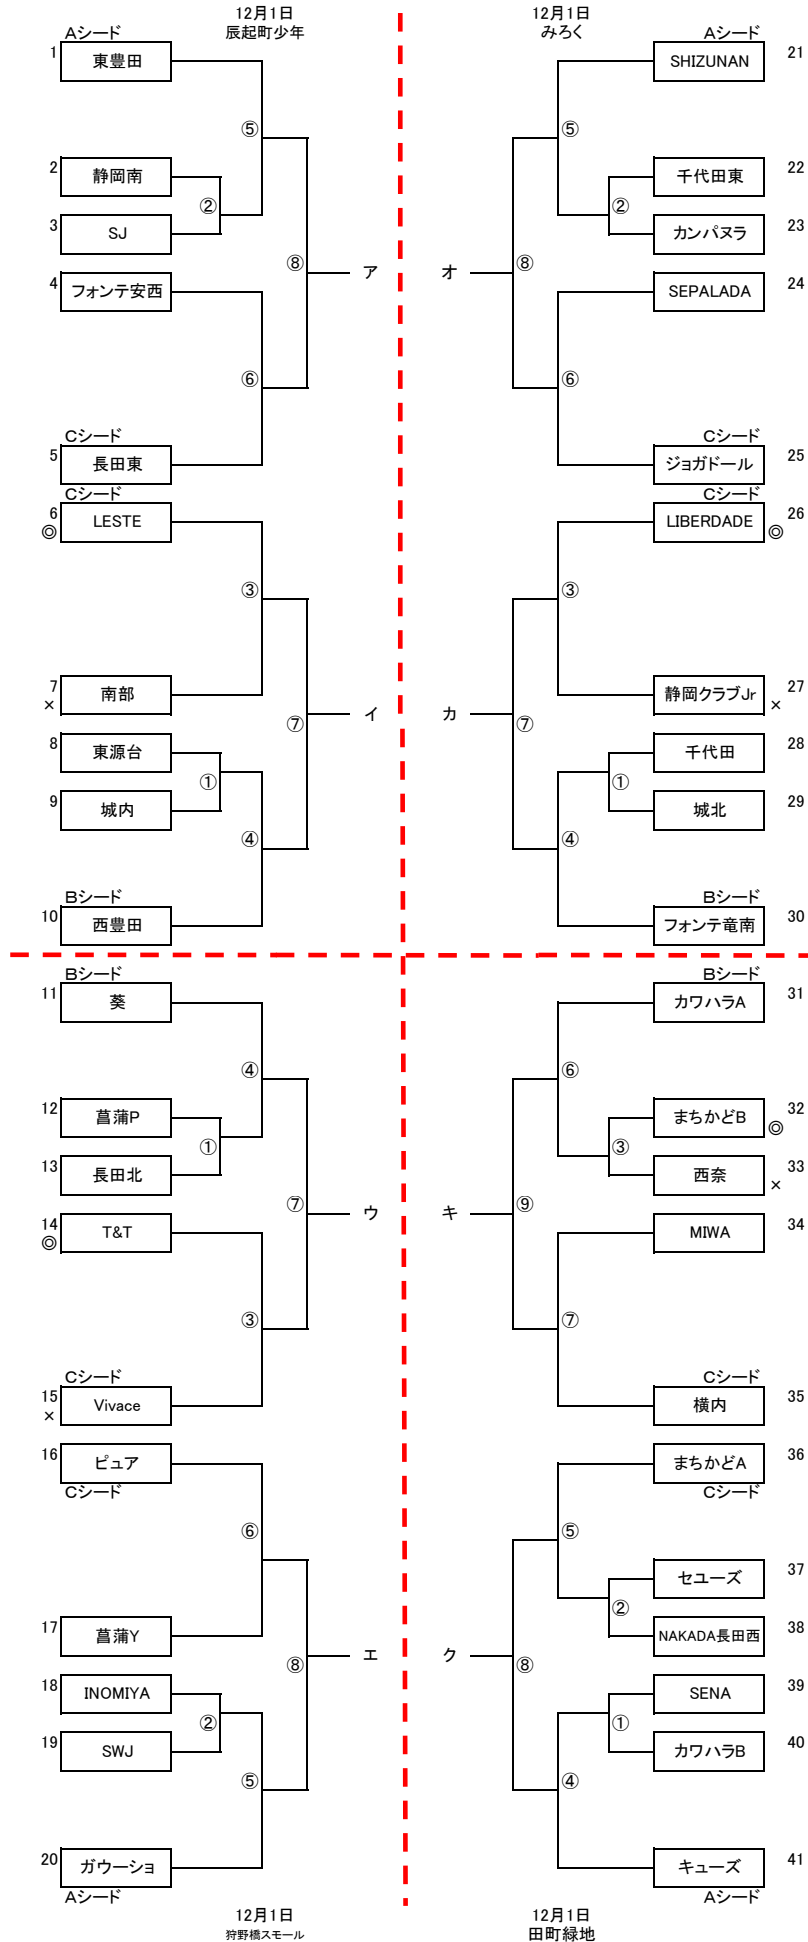 12月1日
辰起町少年
Aシード
1 東豊田
⑤
2 静岡南
②
3 SJ
⑧ ア
4 フォンテ安西
⑥
Cシード
5 長田東
Cシード
6 ◎ LESTE
③
7 × 南部
⑦ イ
8 東源台
①
9 城内
④
Bシード
10 西豊田
Bシード
11 葵
④
12 菖蒲P
①
13 長田北
⑦ ウ
14 ◎ T&T
③
Cシード
15 × Vivace
16 ピュア
Cシード
⑥
17 菖蒲Y
⑧ エ
18 INOMIYA
②
19 SWJ
⑤
20 ガウーショ
Aシード
12月1日
狩野橋スモール
12月1日
みろく
Aシード
SHIZUNAN 21
⑤
千代田東 22
②
カンパヌラ 23
オ ⑧
SEPALADA 24
⑥
Cシード
ジョガドール 25
Cシード
LIBERDADE ◎ 26
③
静岡クラブJr × 27
カ ⑦
千代田 28
①
城北 29
④
Bシード
フォンテ竜南 30
Bシード
カワハラA 31
⑥
まちかどB ◎ 32
③
西奈 × 33
キ ⑨
MIWA 34
⑦
Cシード
横内 35
まちかどA 36
Cシード
⑤
セユーズ 37
②
NAKADA長田西 38
ク ⑧
SENA 39
①
カワハラB 40
④
キューズ 41
Aシード
12月1日
田町緑地